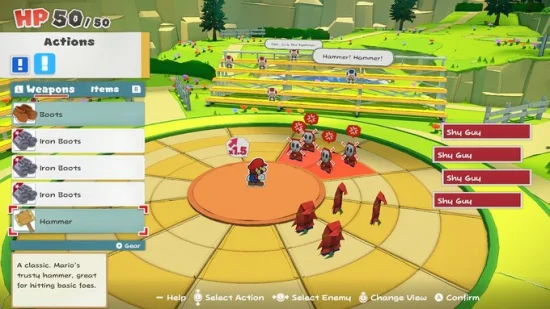 HP 50/50
Actions
! !
L Weapons Items R
Boots
Iron Boots
Iron Boots
Iron Boots
Hammer
Gear
A classic. Mario's
trusty hammer, great
for hitting basic foes.
Hammer! Hammer!
x1.5
Shy Guy
Shy Guy
Shy Guy
Shy Guy
Help
Select Action
Select Enemy
Change View
Confirm